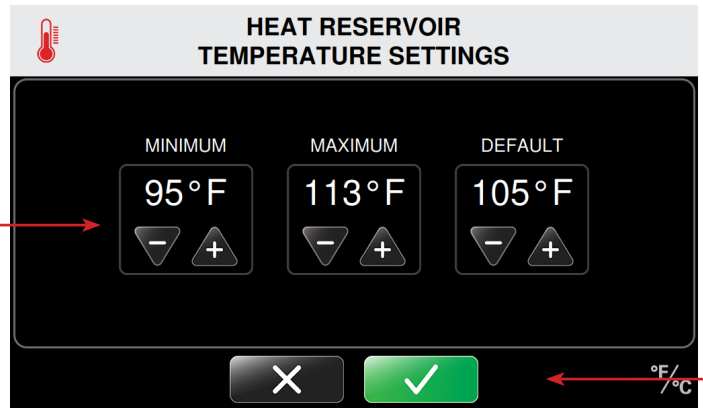 HEAT RESERVOIR
TEMPERATURE SETTINGS
MINIMUM MAXIMUM DEFAULT
95°F 113°F 105°F
- + - + - +
°F/°C